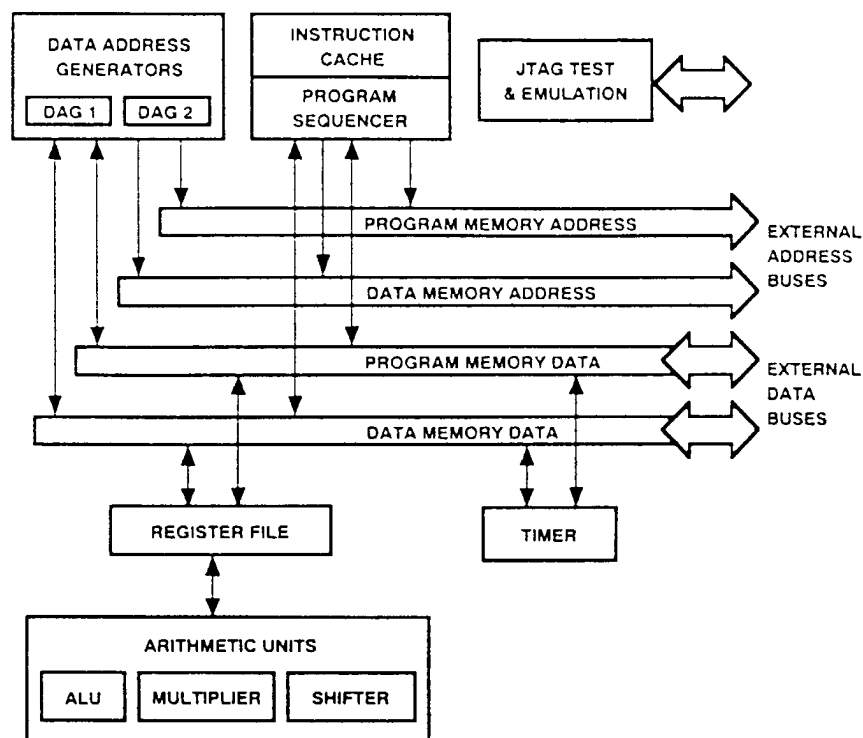 DATA ADDRESS
GENERATORS
DAG 1
DAG 2
INSTRUCTION
CACHE
PROGRAM
SEQUENCER
JTAG TEST
& EMULATION
PROGRAM MEMORY ADDRESS
DATA MEMORY ADDRESS
EXTERNAL
ADDRESS
BUSES
PROGRAM MEMORY DATA
DATA MEMORY DATA
EXTERNAL
DATA
BUSES
REGISTER FILE
TIMER
ARITHMETIC UNITS
ALU
MULTIPLIER
SHIFTER